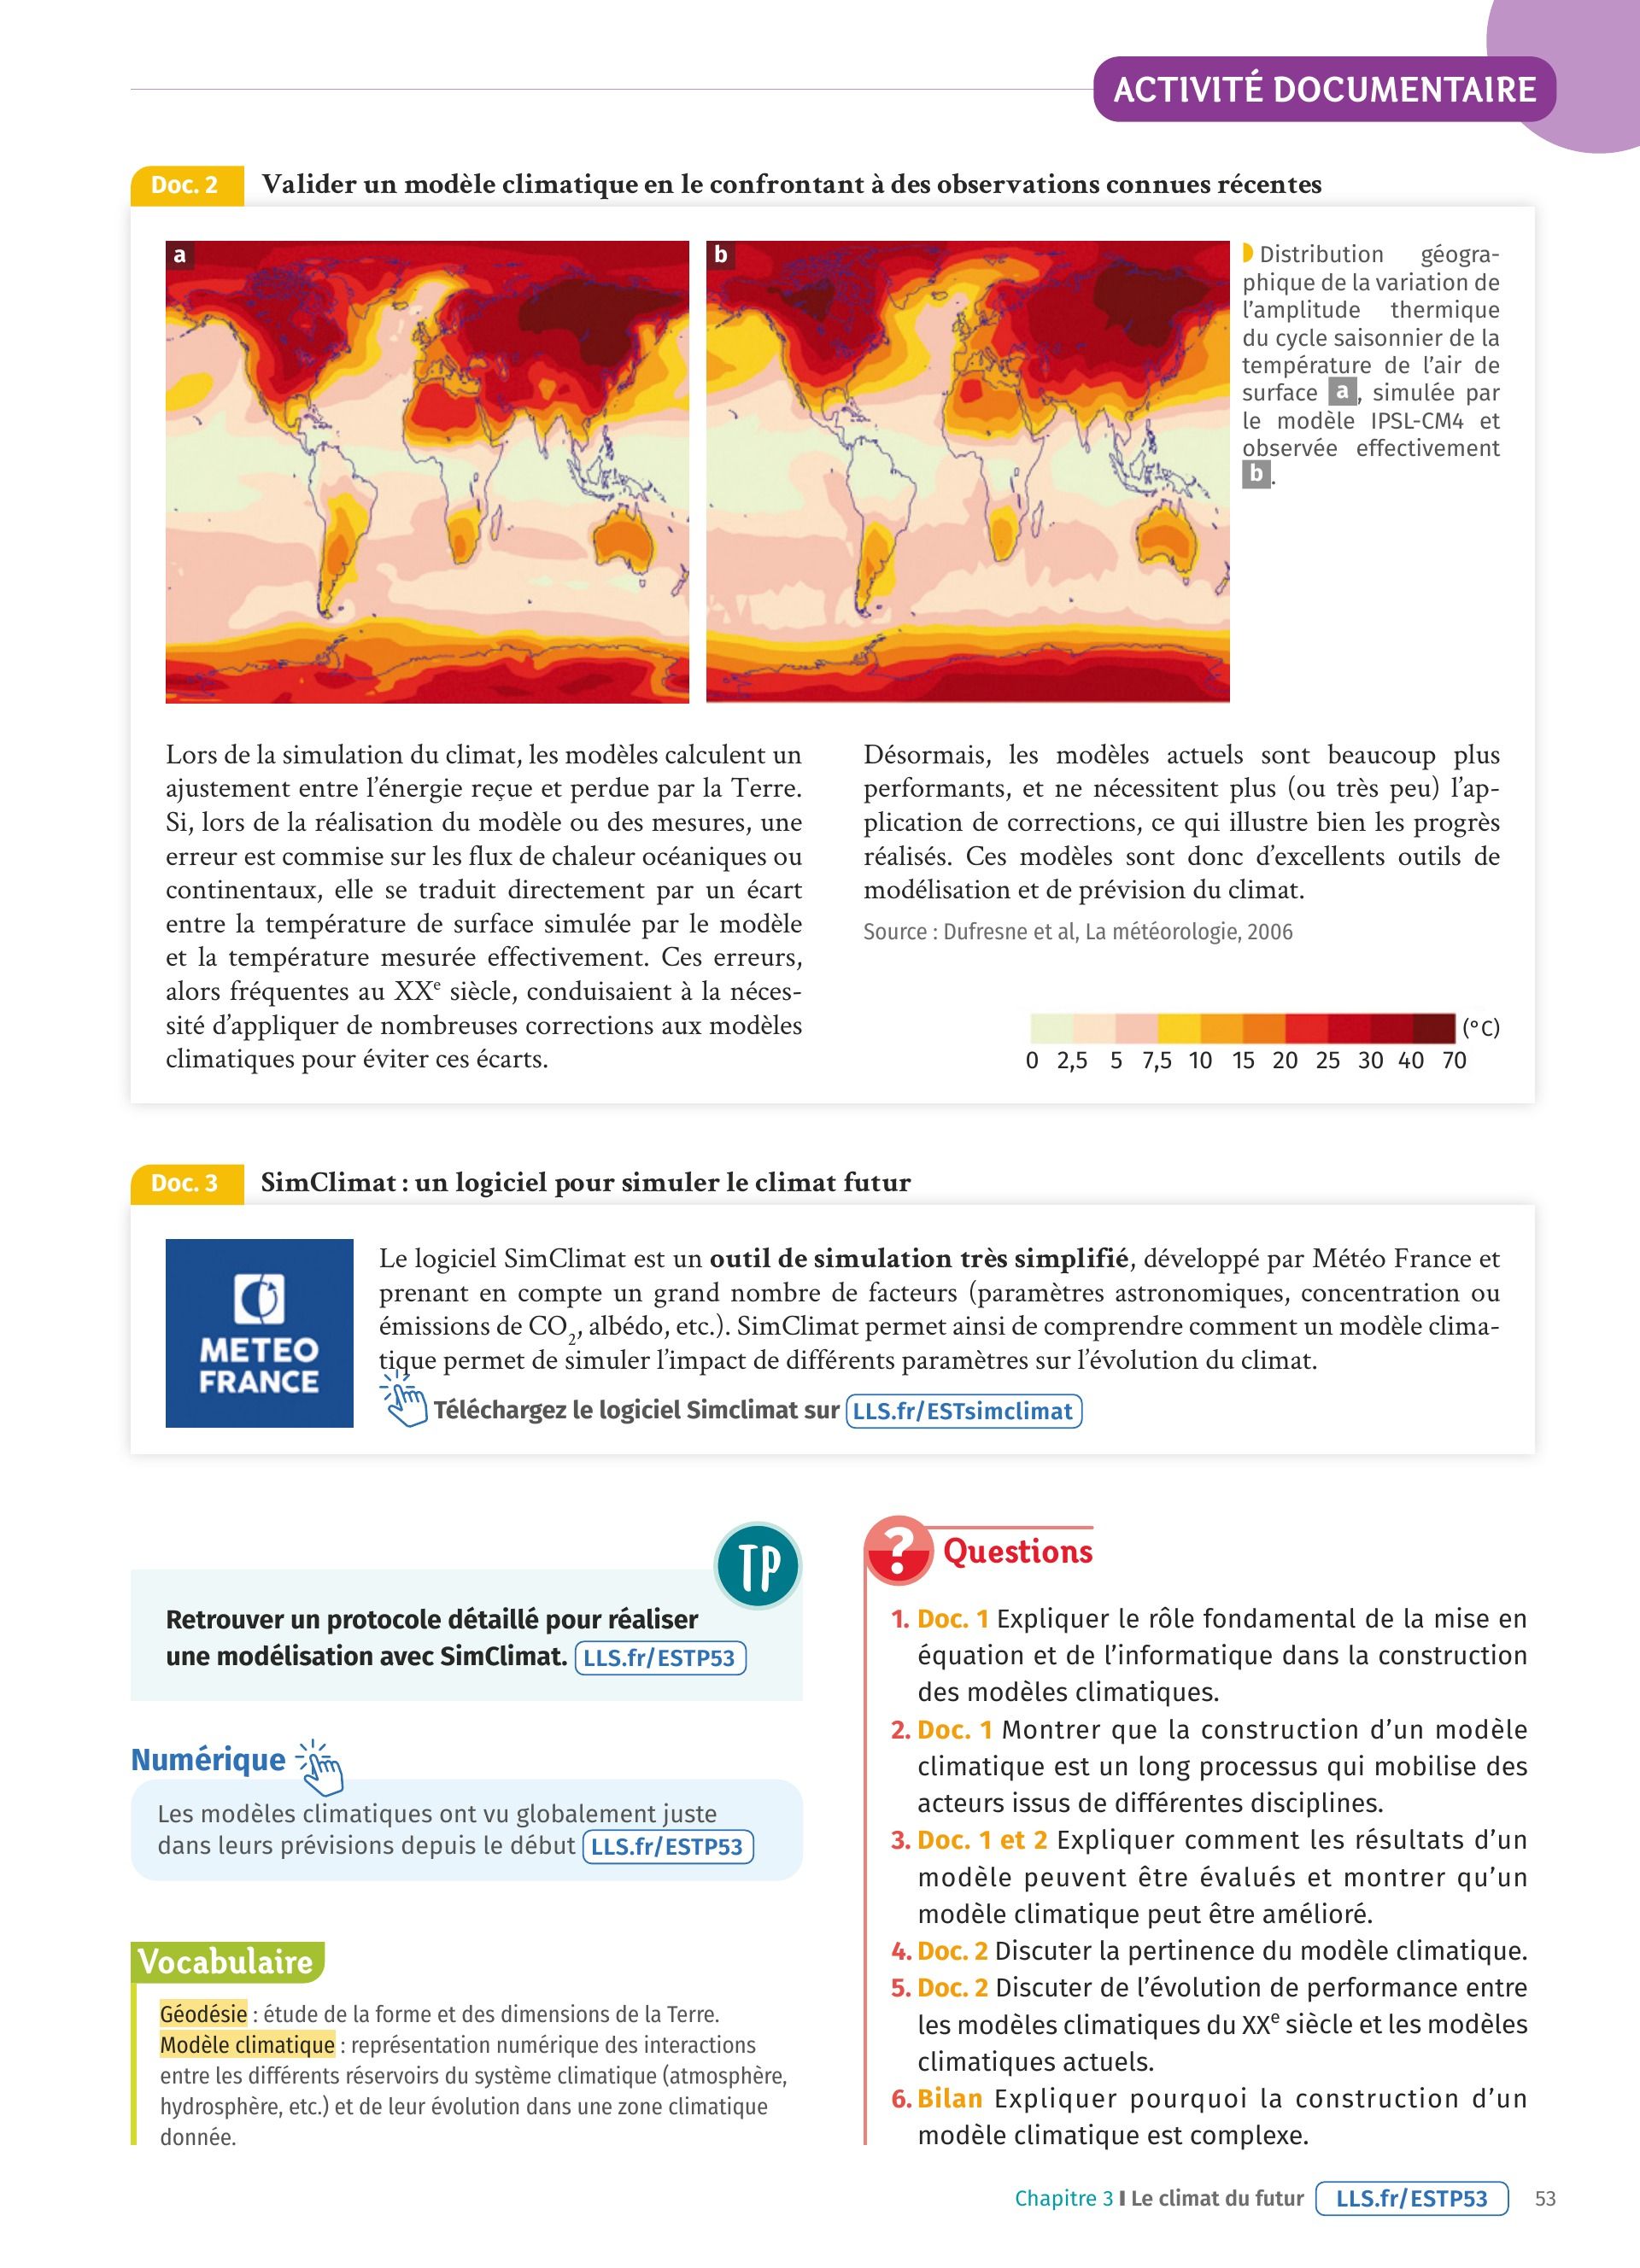 ACTIVITÉ DOCUMENTAIRE
Doc. 2
Valider un modèle climatique en le confrontant à des observations connues récentes
a
b
Distribution géogra-
phique de la variation de
l'amplitude thermique
du cycle saisonnier de la
température de l'air de
surface a, simulée par
le modèle IPSL-CM4 et
observée effectivement
b.
Lors de la simulation du climat, les modèles calculent un
ajustement entre l'énergie reçue et perdue par la Terre.
Si, lors de la réalisation du modèle ou des mesures, une
erreur est commise sur les flux de chaleur océaniques ou
continentaux, elle se traduit directement par un écart
entre la température de surface simulée par le modèle
et la température mesurée effectivement. Ces erreurs,
alors fréquentes au XXe siècle, conduisaient à la néces-
sité d'appliquer de nombreuses corrections aux modèles
climatiques pour éviter ces écarts.
Désormais, les modèles actuels sont beaucoup plus
performants, et ne nécessitent plus (ou très peu) l'ap-
plication de corrections, ce qui illustre bien les progrès
réalisés. Ces modèles sont donc d'excellents outils de
modélisation et de prévision du climat.
Source : Dufresne et al, La météorologie, 2006
(°C)
0 2,5 5 7,5 10 15 20 25 30 40 70
Doc. 3
SimClimat : un logiciel pour simuler le climat futur
METEO
FRANCE
Le logiciel SimClimat est un outil de simulation très simplifié, développé par Météo France et
prenant en compte un grand nombre de facteurs (paramètres astronomiques, concentration ou
émissions de CO2, albédo, etc.). SimClimat permet ainsi de comprendre comment un modèle clima-
tique permet de simuler l'impact de différents paramètres sur l'évolution du climat.
Téléchargez le logiciel Simclimat sur LLS.fr/ESTsimclimat
TP
Retrouver un protocole détaillé pour réaliser
une modélisation avec SimClimat. LLS.fr/ESTP53
Numérique
Les modèles climatiques ont vu globalement juste
dans leurs prévisions depuis le début LLS.fr/ESTP53
Vocabulaire
Géodésie : étude de la forme et des dimensions de la Terre.
Modèle climatique : représentation numérique des interactions
entre les différents réservoirs du système climatique (atmosphère,
hydrosphère, etc.) et de leur évolution dans une zone climatique
donnée.
?
Questions
1. Doc. 1 Expliquer le rôle fondamental de la mise en
équation et de l'informatique dans la construction
des modèles climatiques.
2. Doc. 1 Montrer que la construction d'un modèle
climatique est un long processus qui mobilise des
acteurs issus de différentes disciplines.
3. Doc. 1 et 2 Expliquer comment les résultats d'un
modèle peuvent être évalués et montrer qu'un
modèle climatique peut être amélioré.
4. Doc. 2 Discuter la pertinence du modèle climatique.
5. Doc. 2 Discuter de l'évolution de performance entre
les modèles climatiques du XXe siècle et les modèles
climatiques actuels.
6. Bilan Expliquer pourquoi la construction d'un
modèle climatique est complexe.
Chapitre 3 I Le climat du futur LLS.fr/ESTP53 53